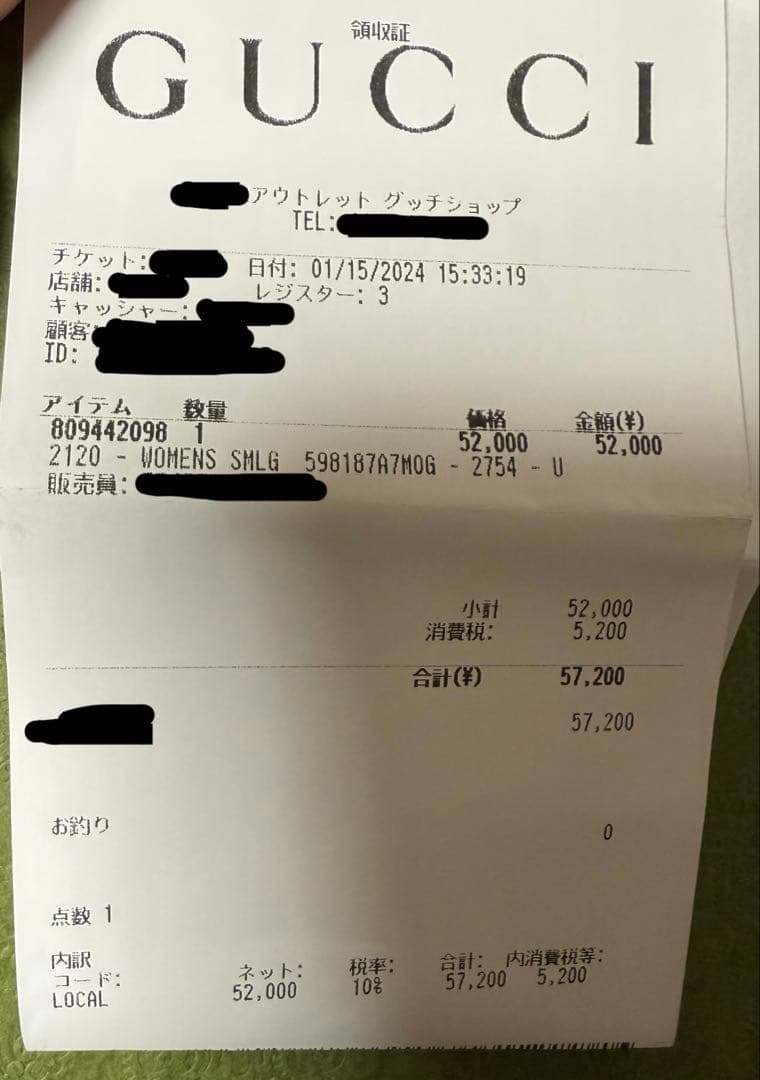 領収証
GUCCI
アウトレット グッチショップ
TEL:
チケット: 日付: 01/15/2024 15:33:19
店舗: レジスター: 3
キャッシャー:
顧客
ID:
アイテム 数量 価格 金額(¥)
809442098 1 52,000 52,000
2120 - WOMENS SMLG 598187A7M0G - 2754 - U
販売員:
小計 52,000
消費税: 5,200
合計(¥) 57,200
57,200
お釣り 0
点数 1
内訳
コード: ネット: 税率: 合計: 内消費税等:
LOCAL 52,000 10% 57,200 5,200